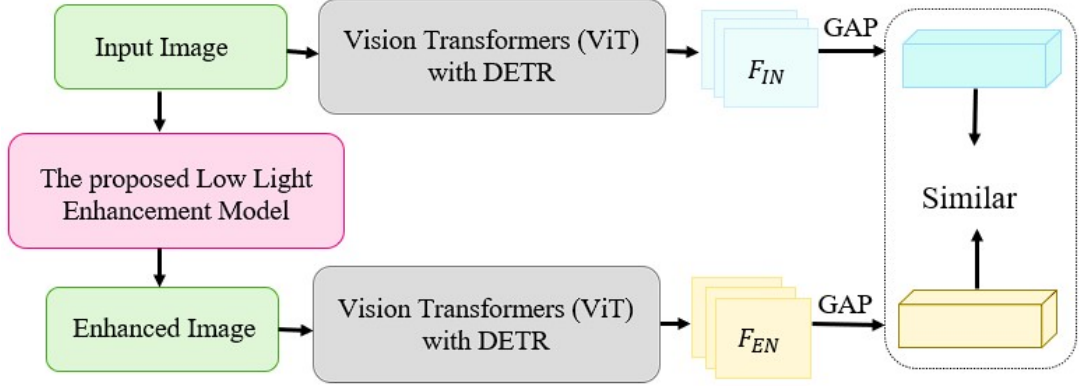 Input Image
Vision Transformers (ViT)
with DETR
F_IN
GAP
The proposed Low Light
Enhancement Model
Similar
Enhanced Image
Vision Transformers (ViT)
with DETR
F_EN
GAP